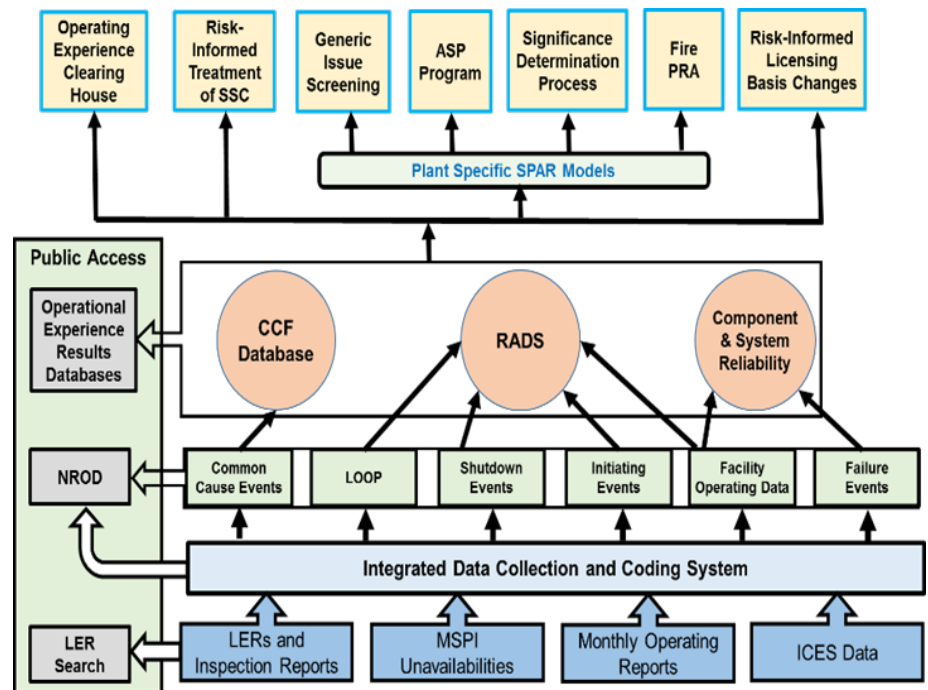 Operating
Experience
Clearing
House
Risk-
Informed
Treatment
of SSC
Generic
Issue
Screening
ASP
Program
Significance
Determination
Process
Fire
PRA
Risk-Informed
Licensing
Basis Changes
Plant Specific SPAR Models
Public Access
Operational
Experience
Results
Databases
CCF
Database
RADS
Component
& System
Reliability
NROD
Common
Cause Events
LOOP
Shutdown
Events
Initiating
Events
Facility
Operating Data
Failure
Events
Integrated Data Collection and Coding System
LER
Search
LERs and
Inspection Reports
MSPI
Unavailabilities
Monthly Operating
Reports
ICES Data